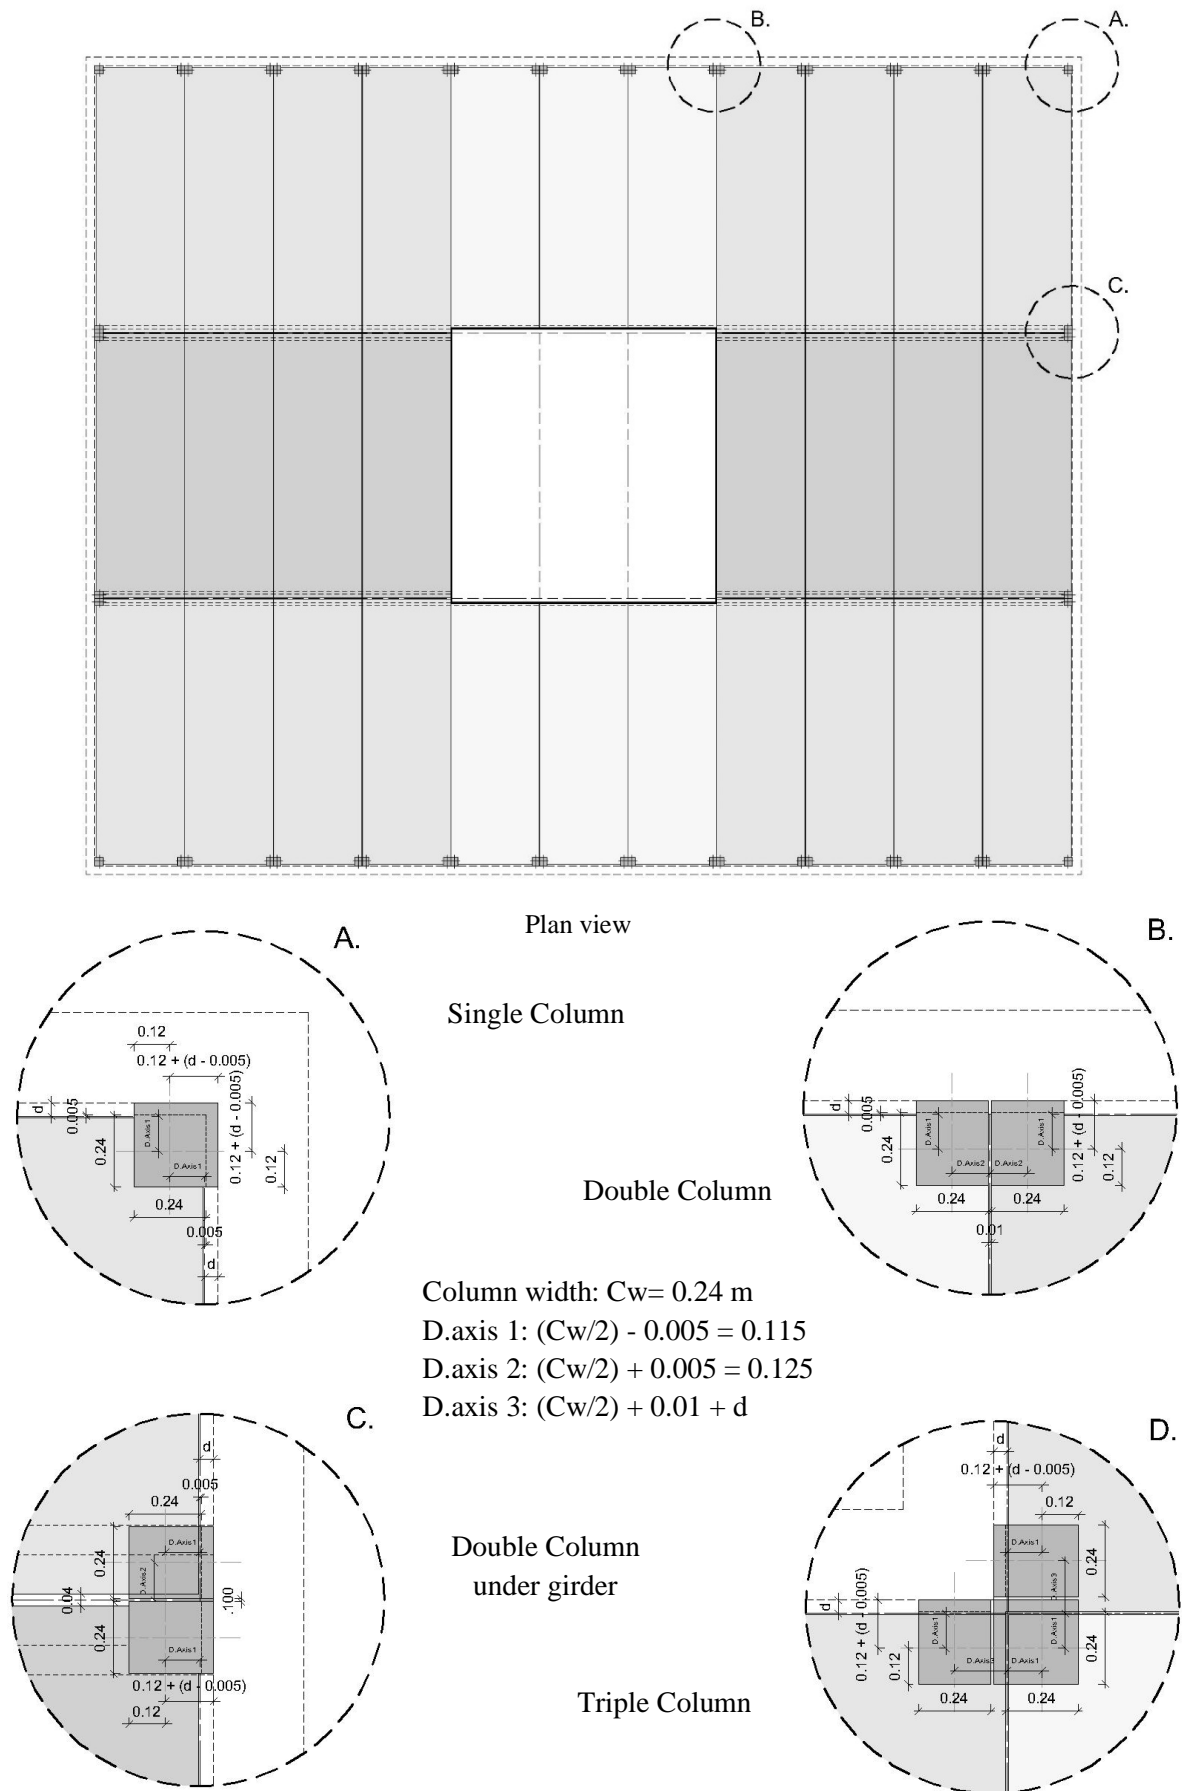 B.
A.
C.
Plan view
A.
0.12
0.12 + (d - 0.005)
d
0.005
D.Axis1
0.24
0.12 + (d - 0.005)
0.12
D.Axis1
0.24
0.005
d
Single Column
B.
d
0.005
D.Axis1
0.24
D.Axis2
D.Axis2
D.Axis1
0.12 + (d - 0.005)
0.12
0.24
0.24
0.01
Double Column
Column width: Cw= 0.24 m
D.axis 1: (Cw/2) - 0.005 = 0.115
D.axis 2: (Cw/2) + 0.005 = 0.125
D.axis 3: (Cw/2) + 0.01 + d
C.
d
0.005
0.24
D.Axis1
0.24
D.Axis2
0.04
.100
0.24
D.Axis1
0.12 + (d - 0.005)
0.12
Double Column
under girder
D.
d
0.12 + (d - 0.005)
0.12
0.24
D.Axis1
D.Axis3
d
0.12 + (d - 0.005)
0.12
D.Axis1
D.Axis1
0.24
D.Axis3
D.Axis1
0.24
0.24
Triple Column